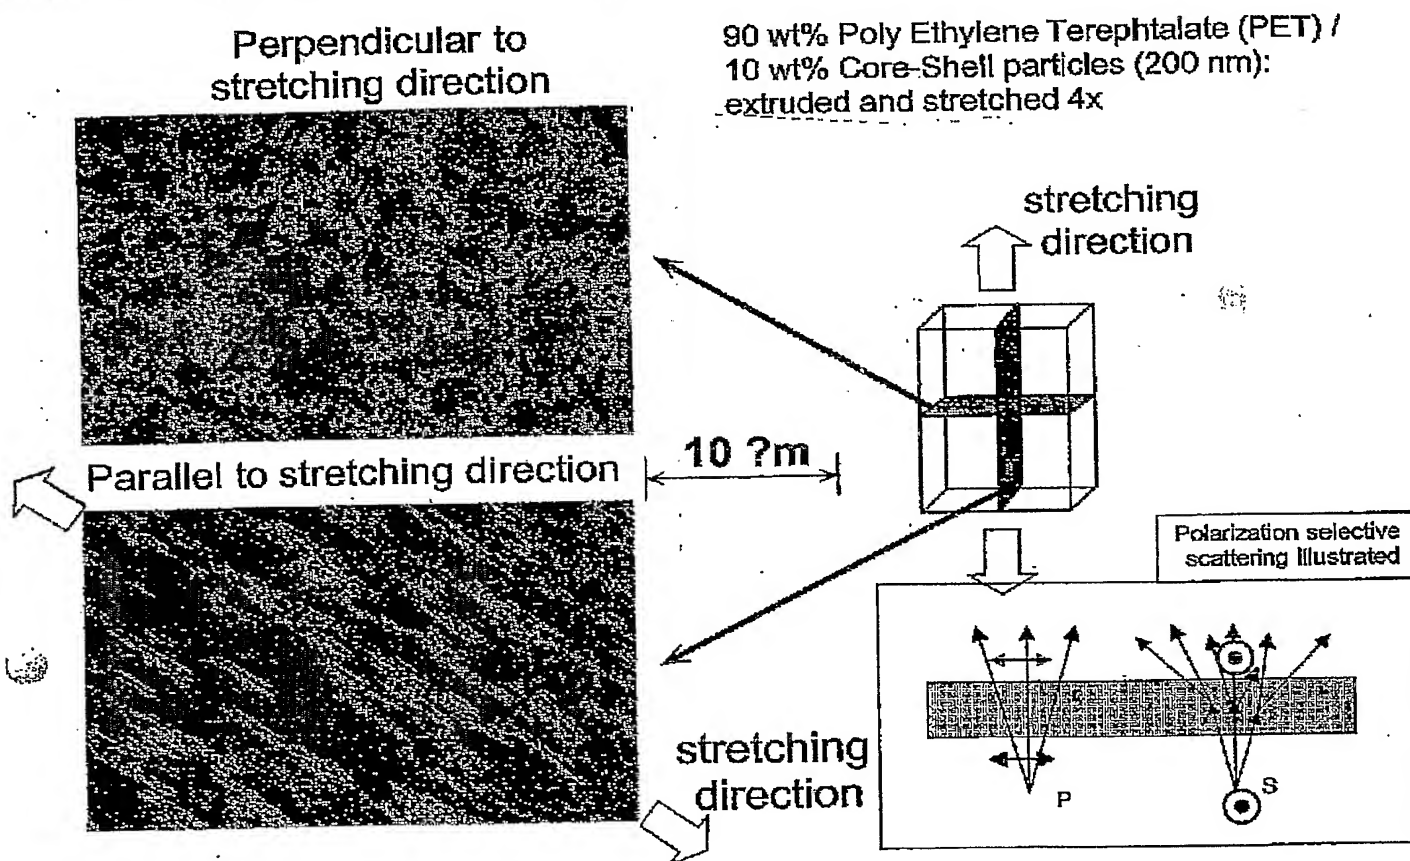 Perpendicular to
stretching direction
90 wt% Poly Ethylene Terephtalate (PET) /
10 wt% Core-Shell particles (200 nm):
extruded and stretched 4x
stretching
direction
Parallel to stretching direction
10 ?m
Polarization selective
scattering illustrated
stretching
direction
P
S